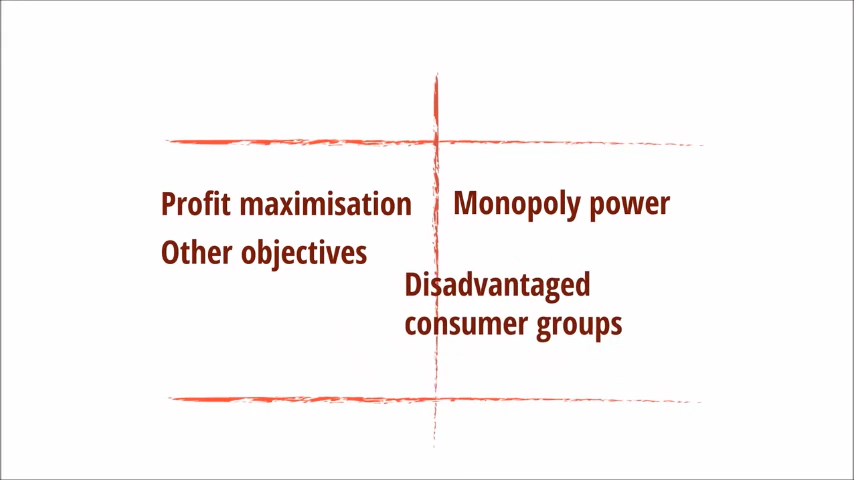 Profit maximisation
Other objectives
Monopoly power
Disadvantaged
consumer groups